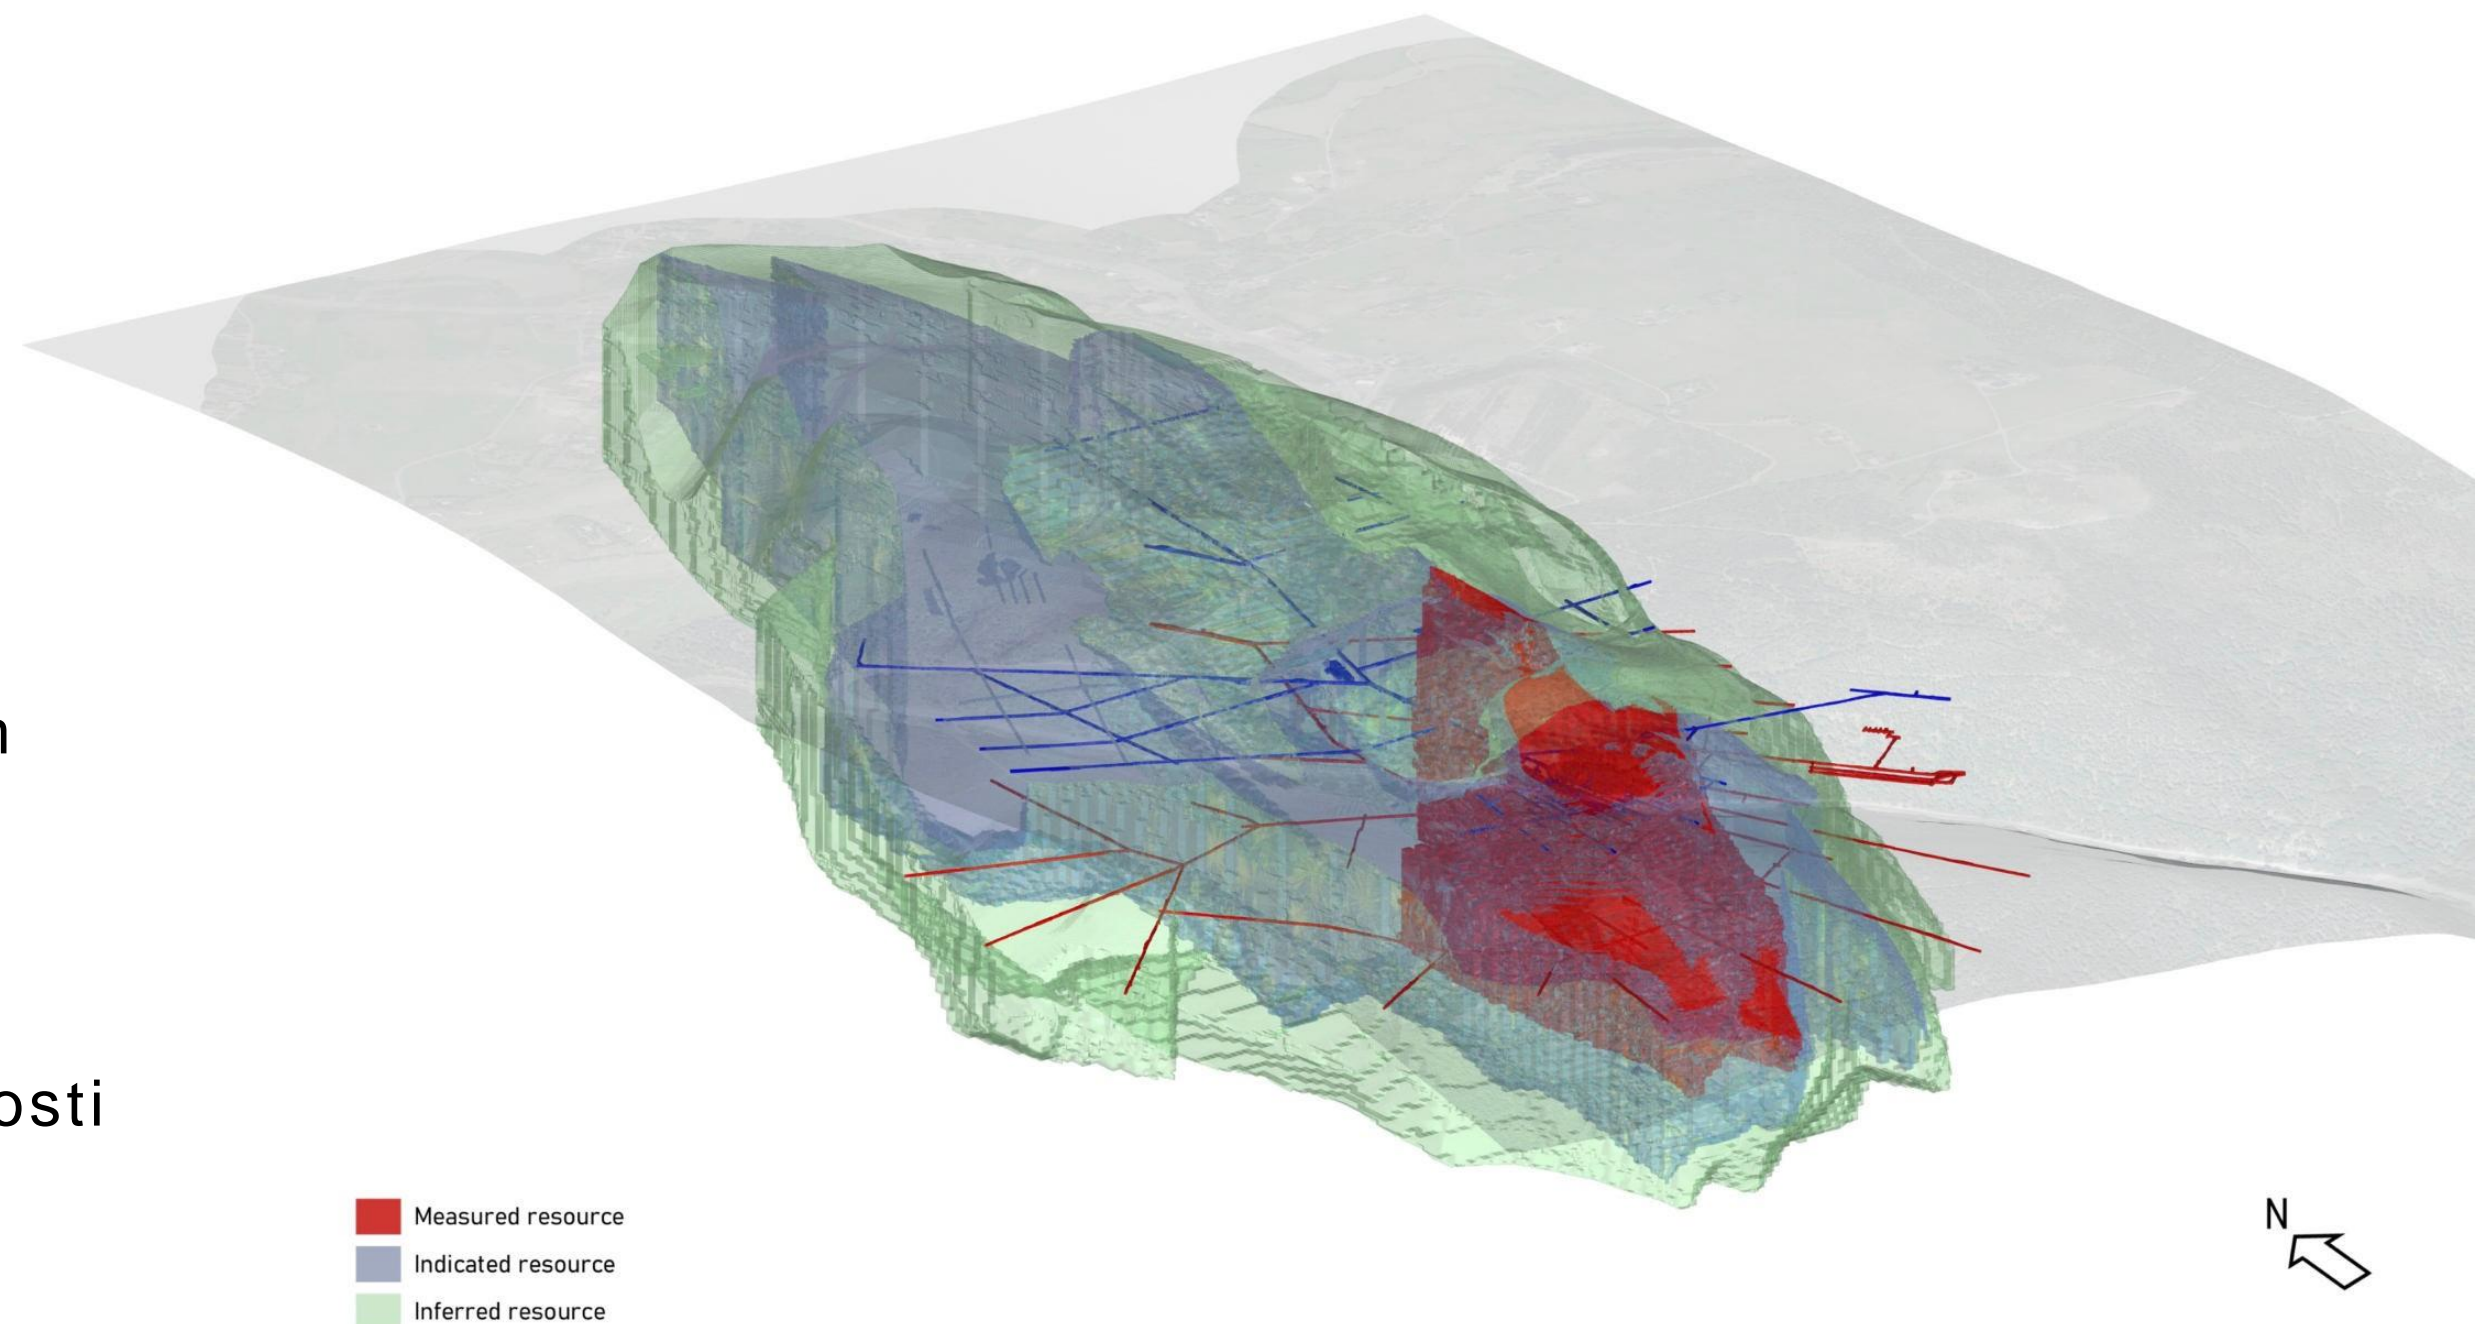 n
osti
Measured resource
Indicated resource
Inferred resource
N